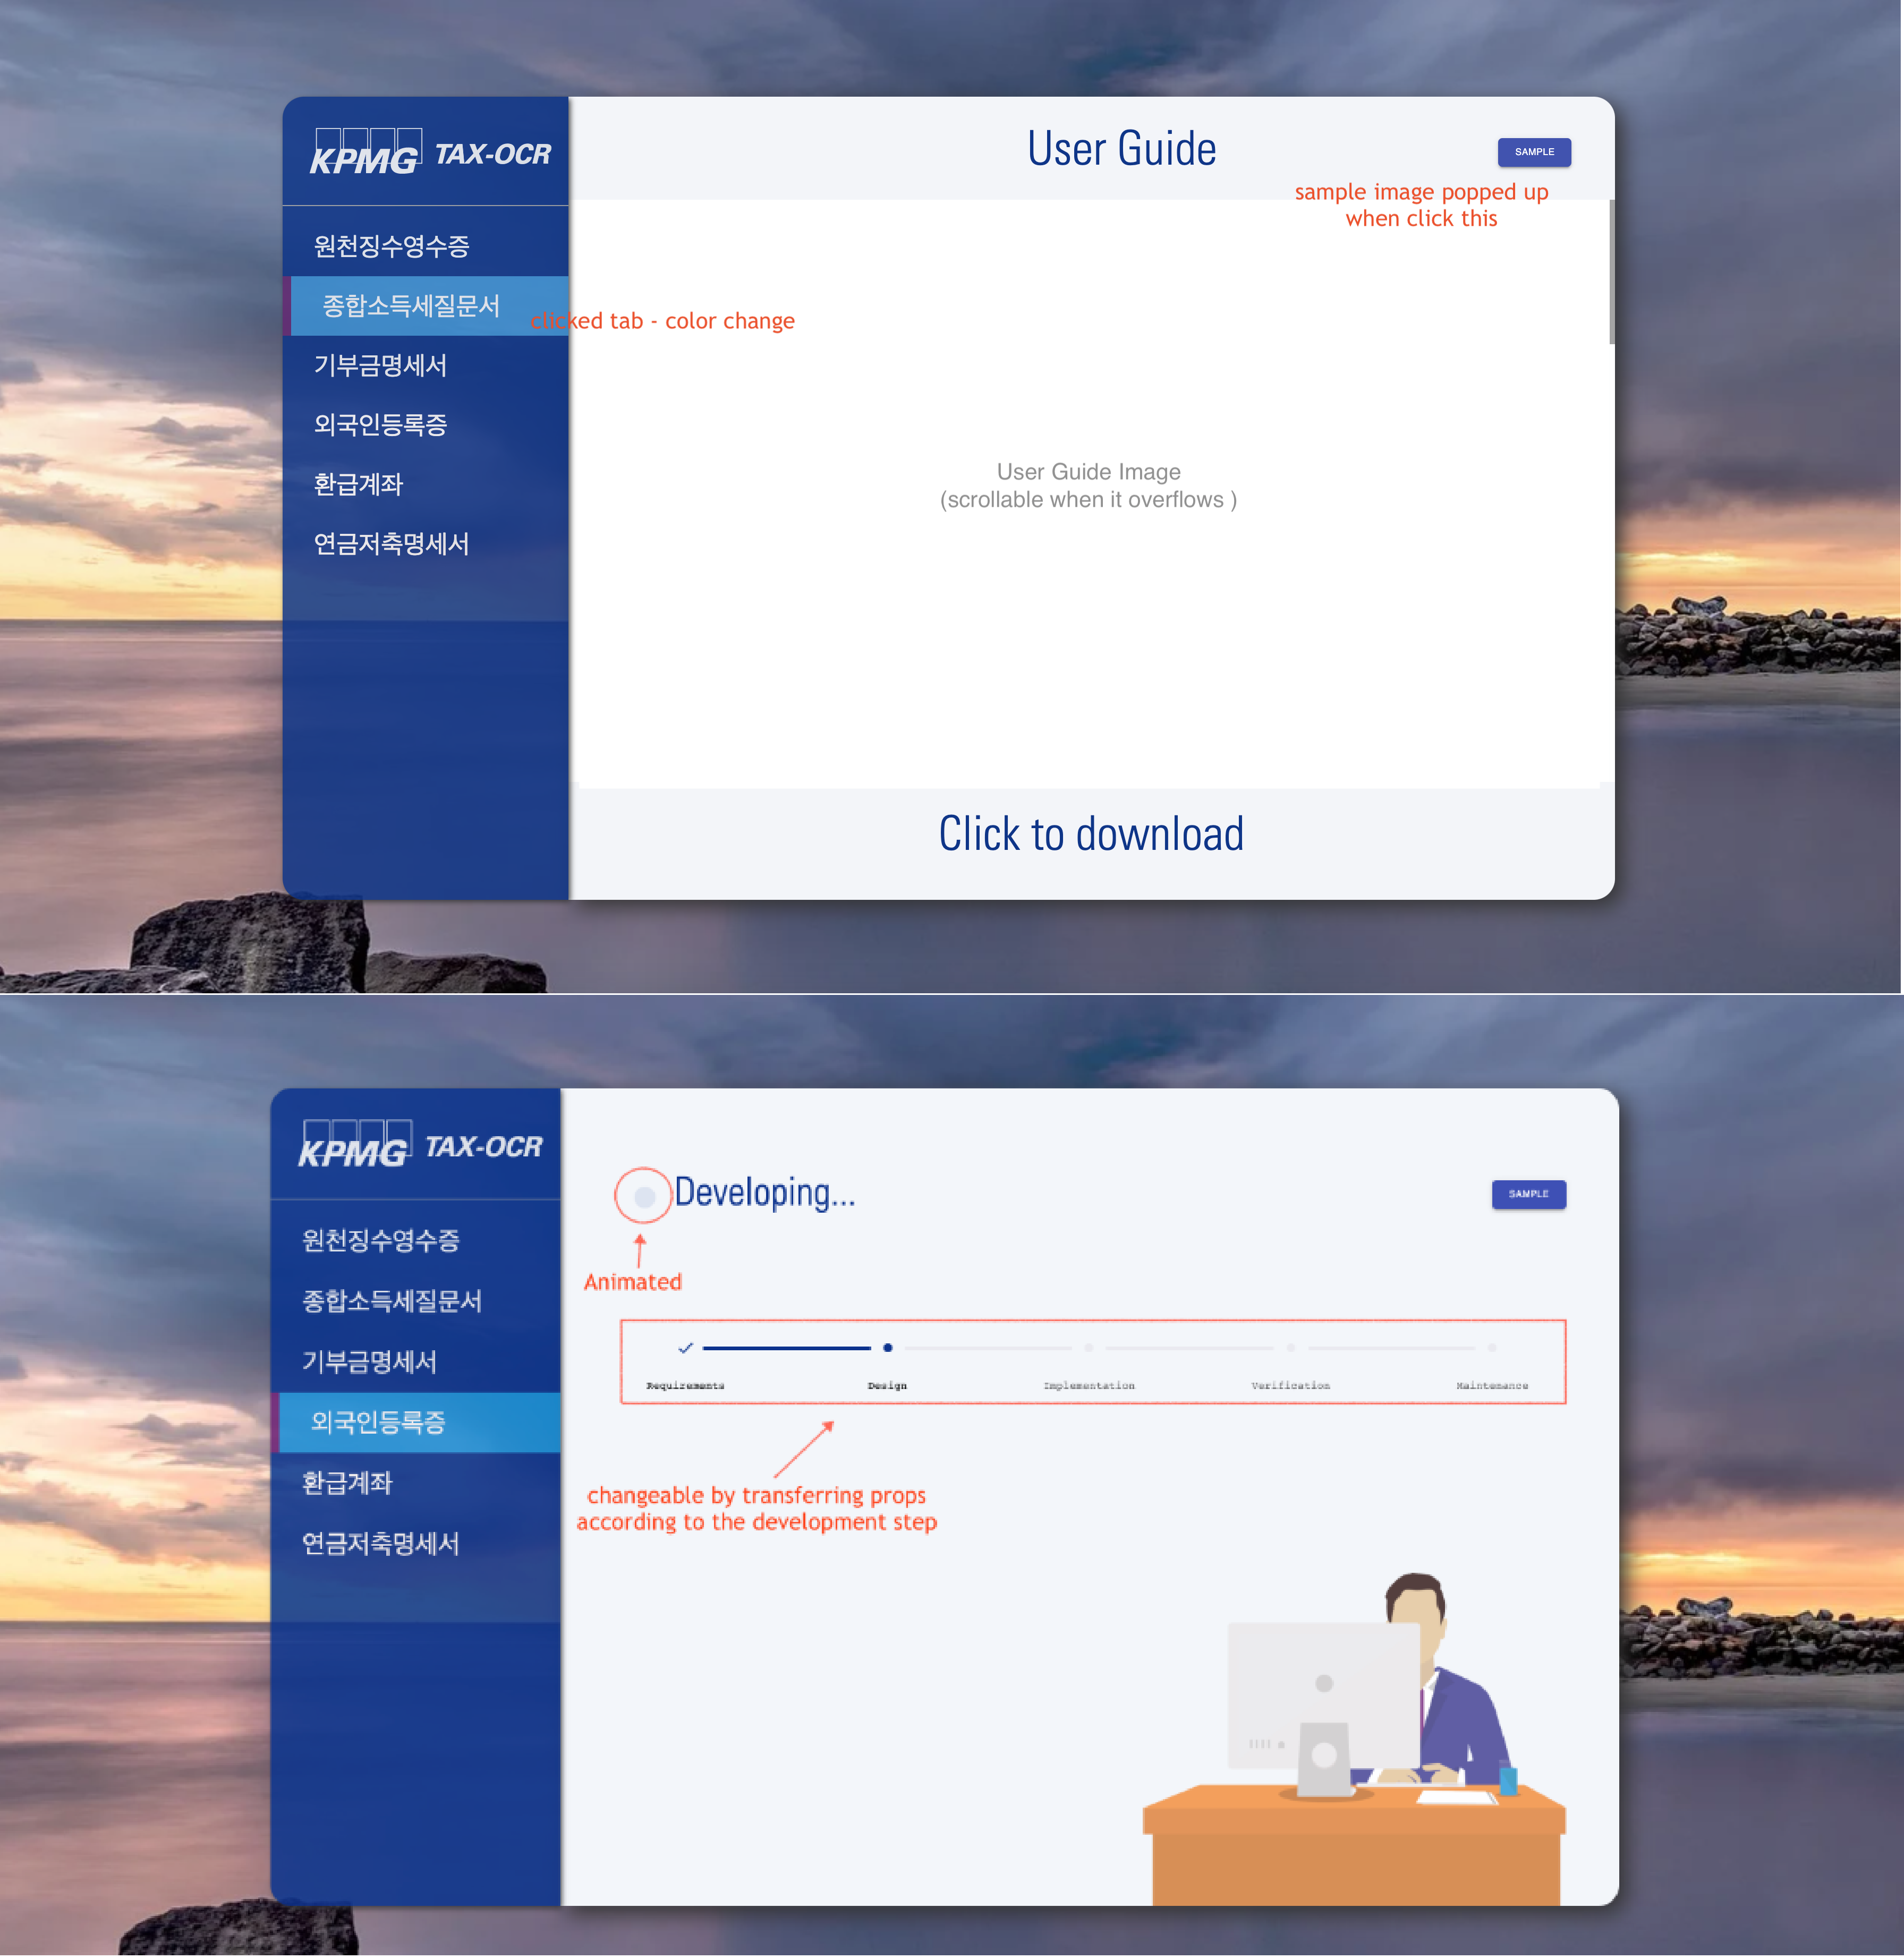 KPMG TAX-OCR
User Guide
SAMPLE
sample image popped up
when click this
원천징수영수증
종합소득세질문서
clicked tab - color change
기부금명세서
외국인등록증
환급계좌
연금저축명세서
User Guide Image
(scrollable when it overflows )
Click to download
KPMG TAX-OCR
Developing...
SAMPLE
Animated
원천징수영수증
종합소득세질문서
기부금명세서
외국인등록증
환급계좌
연금저축명세서
Requirements Design Implementation Verification Maintenance
changeable by transferring props
according to the development step